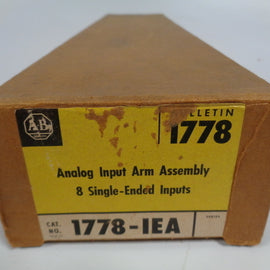 BULLETIN
1778
AB
Analog Input Arm Assembly
8 Single-Ended Inputs
CAT.
NO. 1778-IEA
SERIES